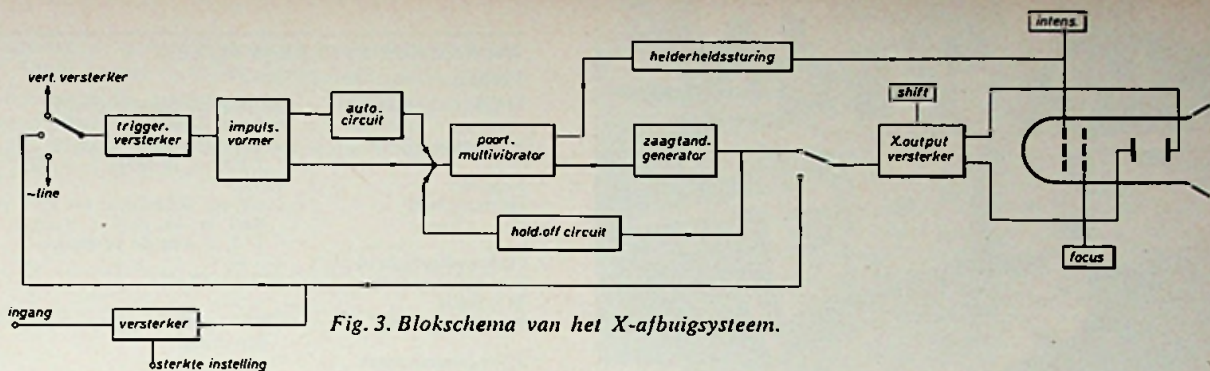 intens.
helderheidssturing
vert. versterker
shift
auto-
circuit
trigger-
versterker
impuls-
vormer
poort-
multivibrator
zaagtand-
generator
X.output
versterker
~line
hold-off circuit
focus
ingang
versterker
sterkte instelling
Fig. 3. Blokschema van het X-afbuigsysteem.